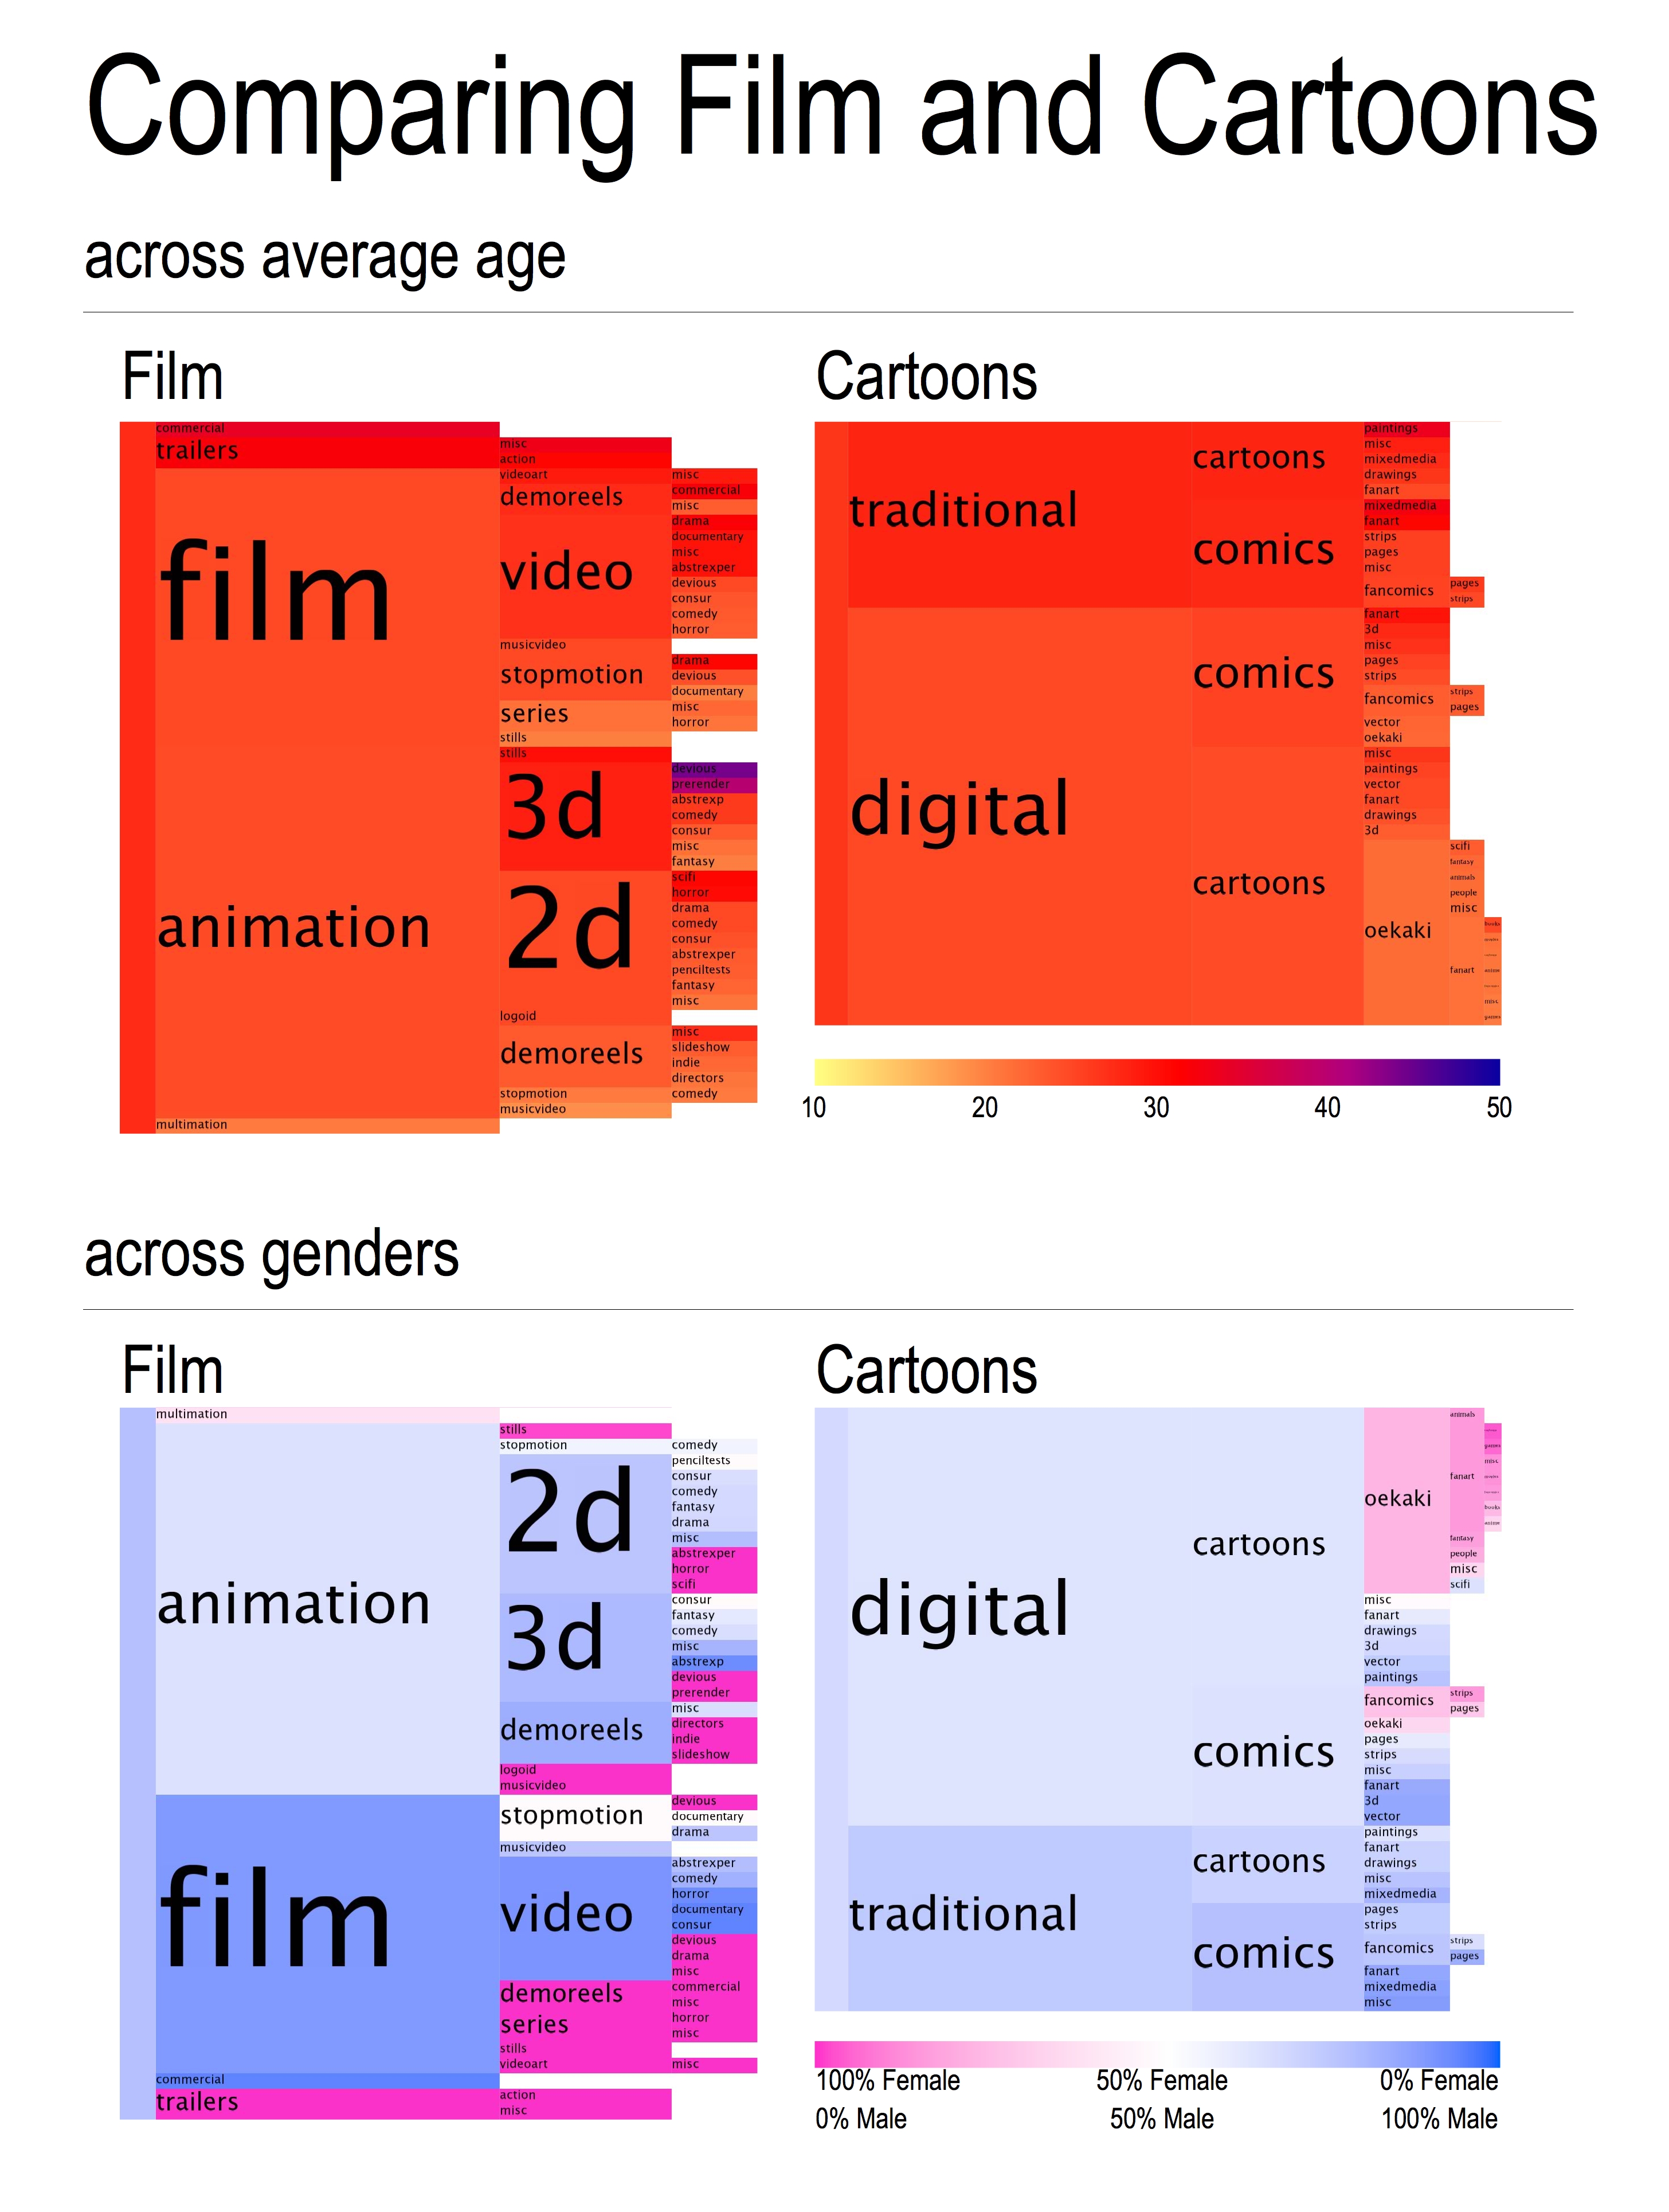 Comparing Film and Cartoons
across average age
Film
commercial
trailers
film
animation
multimation
misc
action
videoart
demoreels
video
musicvideo
stopmotion
series
stills
stills
3d
2d
logoid
demoreels
stopmotion
musicvideo
misc
commercial
misc
drama
documentary
misc
abstrexper
devious
consur
comedy
horror
drama
devious
documentary
misc
horror
devious
prerender
abstrexp
comedy
consur
misc
fantasy
scifi
horror
drama
comedy
consur
abstrexper
penciltests
fantasy
misc
misc
slideshow
indie
directors
comedy
Cartoons
traditional
digital
cartoons
comics
comics
cartoons
paintings
misc
mixedmedia
drawings
fanart
mixedmedia
fanart
strips
pages
misc
fancomics
fanart
3d
misc
pages
strips
fancomics
vector
oekaki
misc
paintings
vector
fanart
drawings
3d
oekaki
pages
strips
strips
pages
scifi
fantasy
animals
people
misc
fanart
books
anime
misc
games
10 20 30 40 50
across genders
Film
multimation
animation
film
commercial
trailers
stills
stopmotion
2d
3d
demoreels
logoid
musicvideo
stopmotion
musicvideo
video
demoreels
series
stills
videoart
action
misc
comedy
penciltests
consur
comedy
fantasy
drama
misc
abstrexper
horror
scifi
consur
fantasy
comedy
misc
abstrexp
devious
prerender
misc
directors
indie
slideshow
devious
documentary
drama
abstrexper
comedy
horror
documentary
consur
devious
drama
misc
commercial
misc
horror
misc
misc
Cartoons
digital
traditional
cartoons
comics
cartoons
comics
oekaki
misc
fanart
drawings
3d
vector
paintings
fancomics
oekaki
pages
strips
misc
fanart
3d
vector
paintings
fanart
drawings
misc
mixedmedia
pages
strips
fancomics
fanart
mixedmedia
misc
animals
fanart
fantasy
people
misc
scifi
strips
pages
strips
pages
games
misc
books
anime
100% Female 50% Female 0% Female
0% Male 50% Male 100% Male